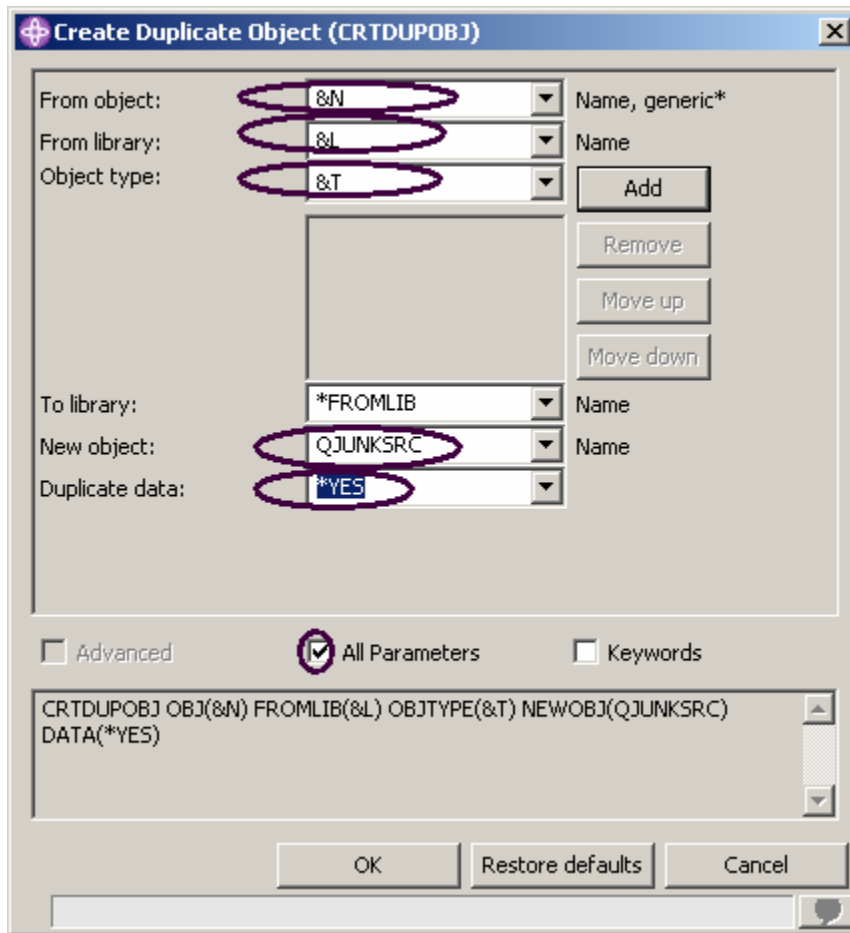 Create Duplicate Object (CRTDUPOBJ)
From object: &N Name, generic*
From library: &L Name
Object type: &T Add
Remove
Move up
Move down
To library: *FROMLIB Name
New object: QJUNKSRC Name
Duplicate data: *YES
Advanced All Parameters Keywords
CRTDUPOBJ OBJ(&N) FROMLIB(&L) OBJTYPE(&T) NEWOBJ(QJUNKSRC)
DATA(*YES)
OK Restore defaults Cancel